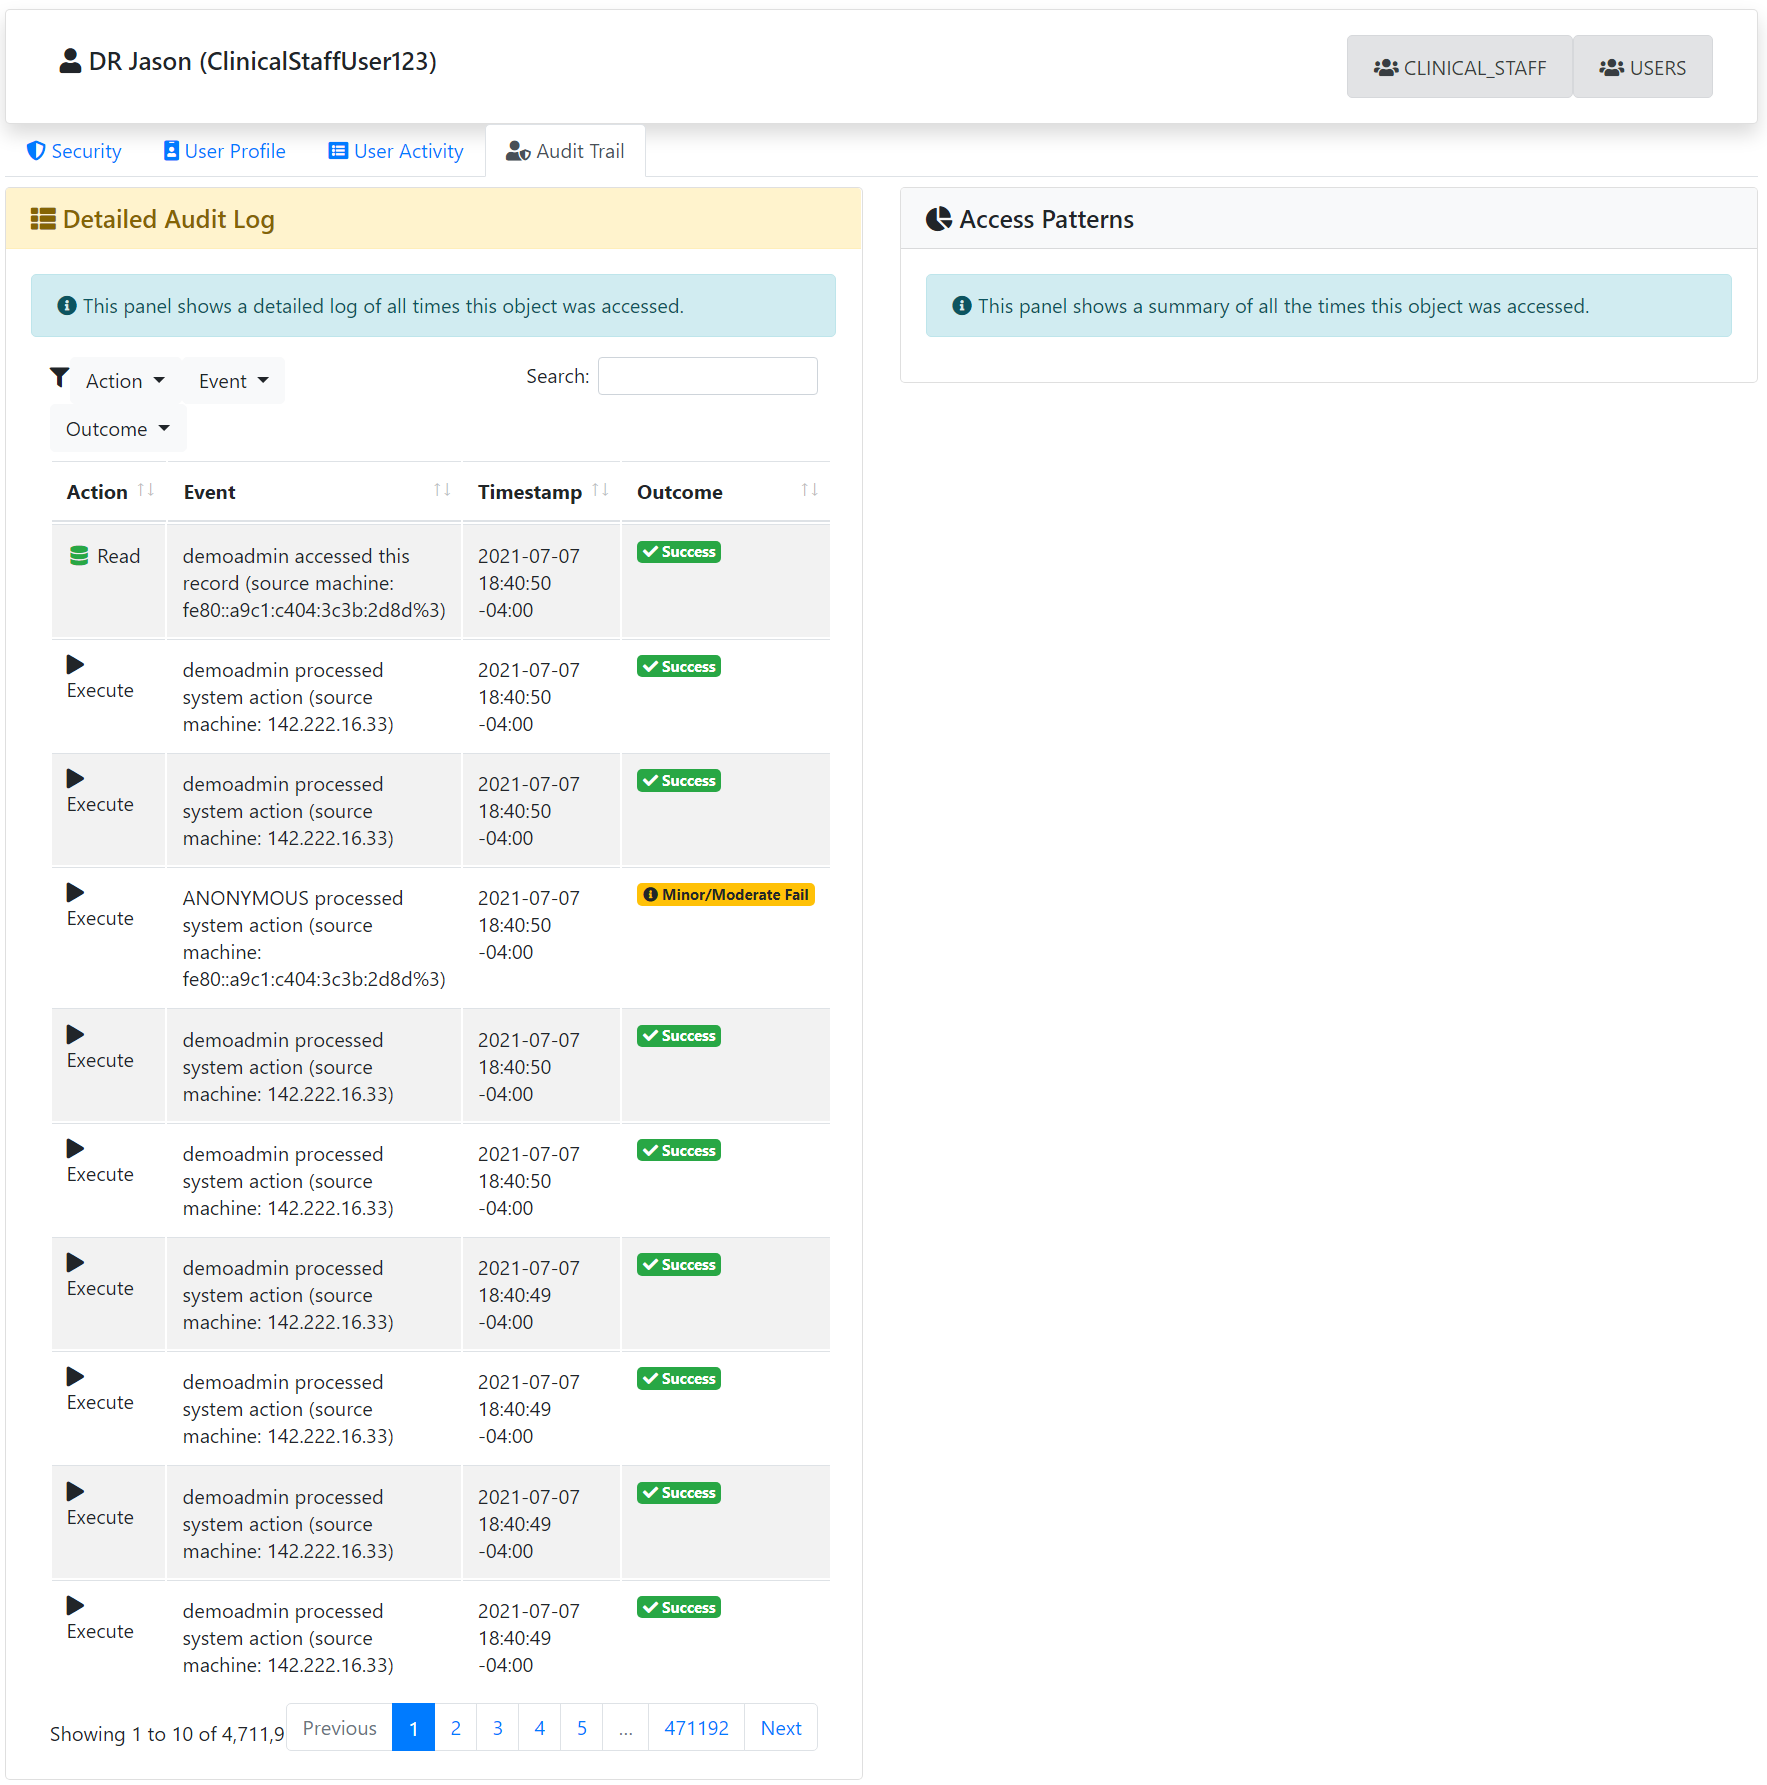 DR Jason (ClinicalStaffUser123)
CLINICAL_STAFF
USERS
Security
User Profile
User Activity
Audit Trail
Detailed Audit Log
This panel shows a detailed log of all times this object was accessed.
Action
Event
Search:
Outcome
Action
Event
Timestamp
Outcome
Read
demoadmin accessed this
record (source machine:
fe80::a9c1:c404:3c3b:2d8d%3)
2021-07-07
18:40:50
-04:00
Success
Execute
demoadmin processed
system action (source
machine: 142.222.16.33)
2021-07-07
18:40:50
-04:00
Success
Execute
demoadmin processed
system action (source
machine: 142.222.16.33)
2021-07-07
18:40:50
-04:00
Success
Execute
ANONYMOUS processed
system action (source
machine:
fe80::a9c1:c404:3c3b:2d8d%3)
2021-07-07
18:40:50
-04:00
Minor/Moderate Fail
Execute
demoadmin processed
system action (source
machine: 142.222.16.33)
2021-07-07
18:40:50
-04:00
Success
Execute
demoadmin processed
system action (source
machine: 142.222.16.33)
2021-07-07
18:40:50
-04:00
Success
Execute
demoadmin processed
system action (source
machine: 142.222.16.33)
2021-07-07
18:40:49
-04:00
Success
Execute
demoadmin processed
system action (source
machine: 142.222.16.33)
2021-07-07
18:40:49
-04:00
Success
Execute
demoadmin processed
system action (source
machine: 142.222.16.33)
2021-07-07
18:40:49
-04:00
Success
Execute
demoadmin processed
system action (source
machine: 142.222.16.33)
2021-07-07
18:40:49
-04:00
Success
Showing 1 to 10 of 4,711,9
Previous
1
2
3
4
5
...
471192
Next
Access Patterns
This panel shows a summary of all the times this object was accessed.